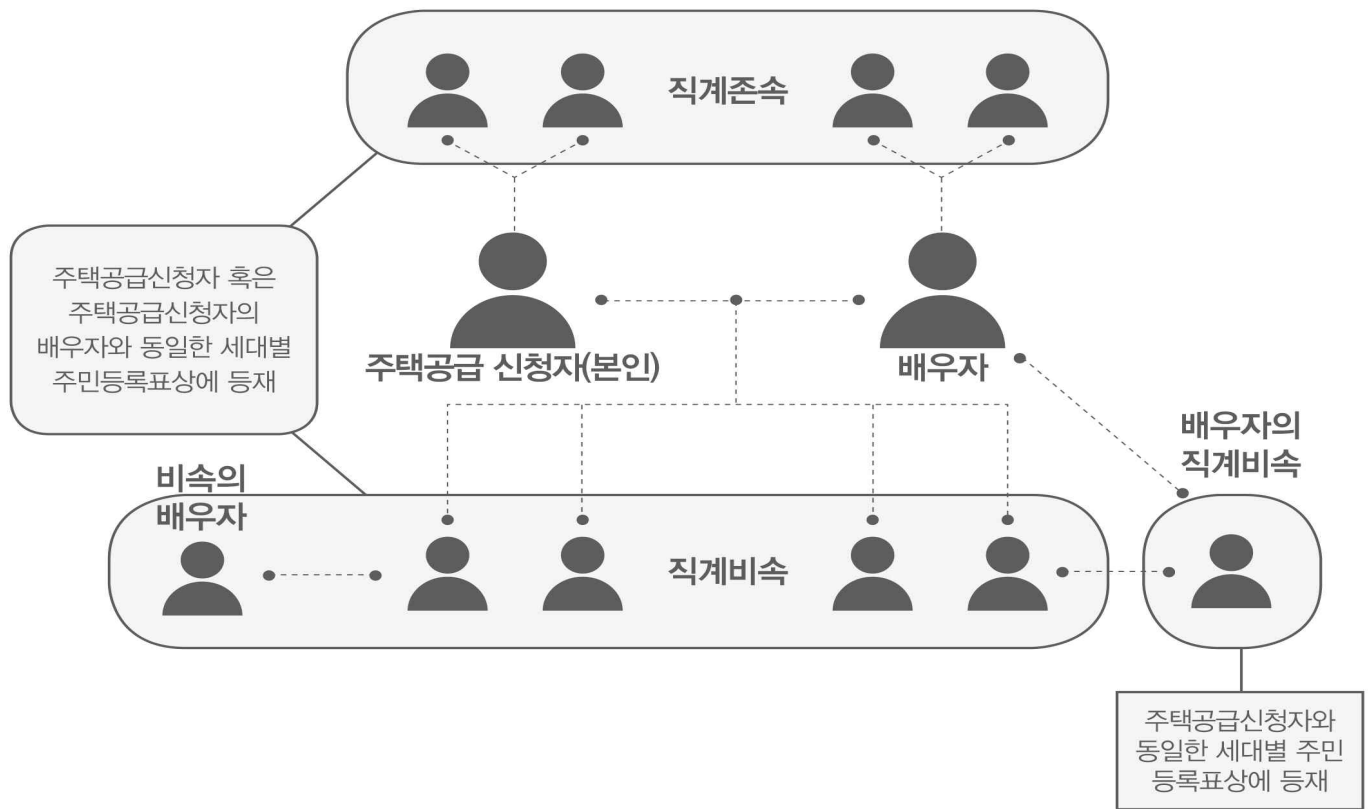 직계존속
주택공급신청자 혹은
주택공급신청자의
배우자와 동일한 세대별
주민등록표상에 등재
주택공급 신청자(본인)
배우자
배우자의
직계비속
비속의
배우자
직계비속
주택공급신청자와
동일한 세대별 주민
등록표상에 등재